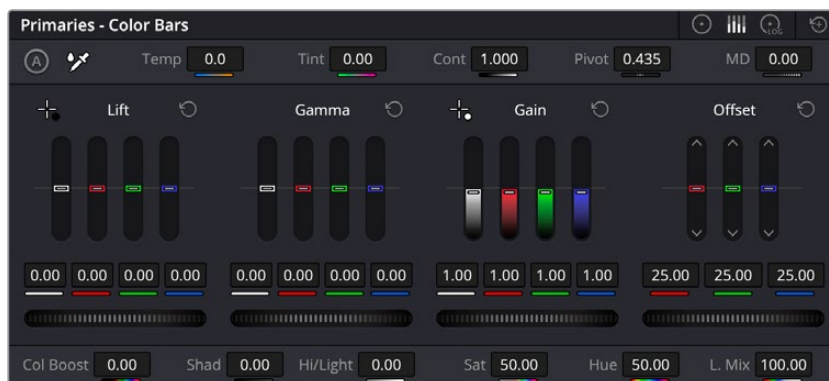 Primaries - Color Bars
LOG
A Temp 0.0 Tint 0.00 Cont 1.000 Pivot 0.435 MD 0.00
Lift Gamma Gain Offset
0.00 0.00 0.00 0.00 0.00 0.00 0.00 0.00 1.00 1.00 1.00 1.00 25.00 25.00 25.00
Col Boost 0.00 Shad 0.00 Hi/Light 0.00 Sat 50.00 Hue 50.00 L. Mix 100.00